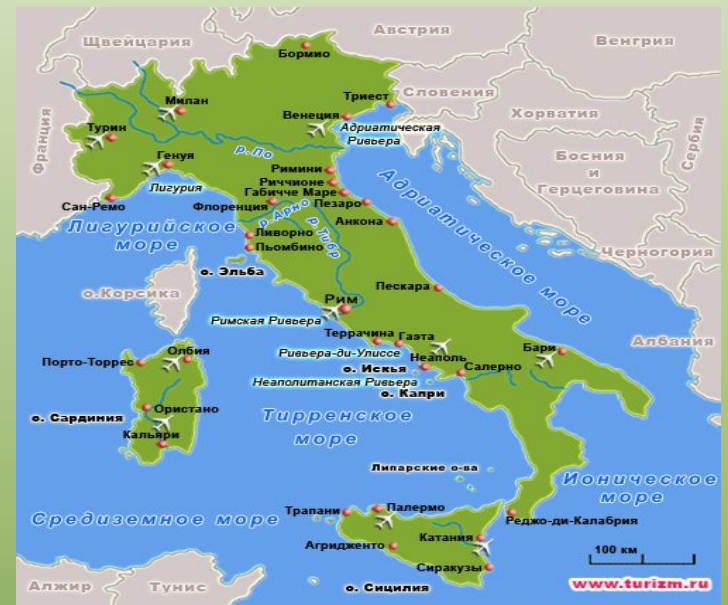 Швейцария
Австрия
Венгрия
Бормио
Словения
Триест
Милан
Венеция
Хорватия
Франция
Турин
Адриатическая
Ривьера
Сербия
р.По
Генуя
Босния
и
Герцеговина
Римини
Риччионе
Габичче Маре
Лигурия
Сан-Ремо
Флоренция
Пезаро
р.Арно
р.Тибр
Анкона
Адриатическое море
Лигурийское
море
Ливорно
Пьомбино
Черногория
о. Эльба
о.Корсика
Пескара
Рим
Римская Ривьера
Албания
Террачина
Гаэта
Бари
Олбия
Порто-Торрес
Ривьера-ди-Улиссе
Неаполь
о. Искья
Салерно
Неаполитанская Ривьера
о. Капри
Ористано
о. Сардиния
Тирренское
море
Кальяри
Липарские о-ва
Ионическое
море
Средиземное море
Трапани
Палермо
Реджо-ди-Калабрия
Катания
Агридженто
100 км
Сиракузы
www.turizm.ru
Алжир
Тунис
о. Сицилия